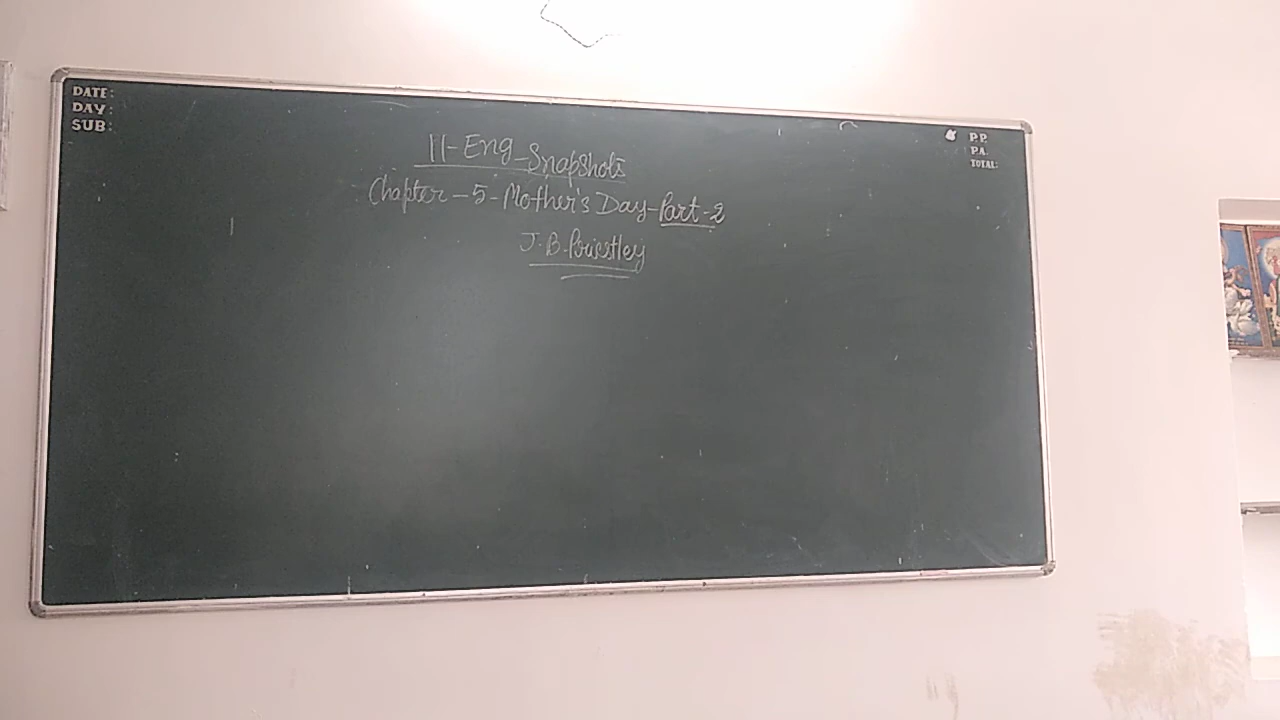 DATE:
DAY:
SUB:
P.P.
P.A.
TOTAL:
11-Eng-Snapshots
Chapter-5-Mother's Day-Part-2
J.B.Priestley